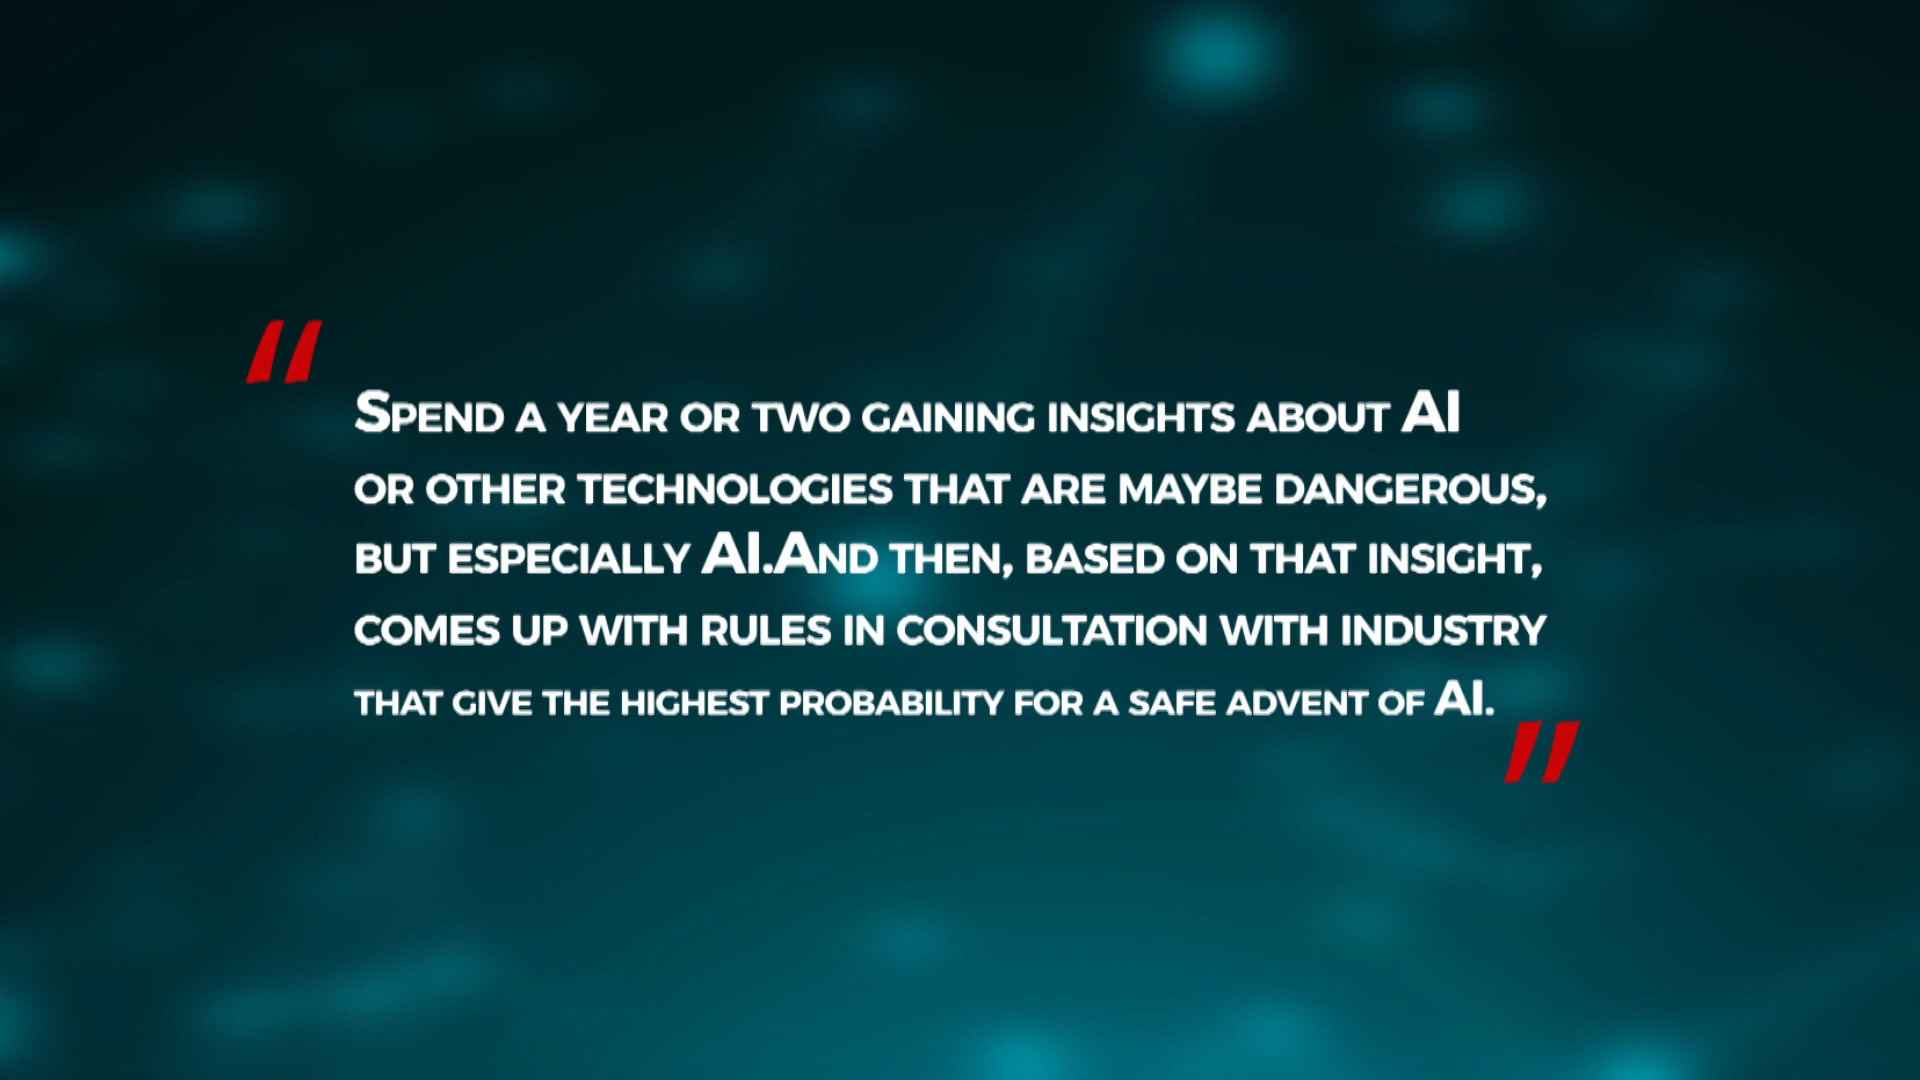 “
Spend a year or two gaining insights about AI
or other technologies that are maybe dangerous,
but especially AI.And then, based on that insight,
comes up with rules in consultation with industry
that give the highest probability for a safe advent of AI.
”